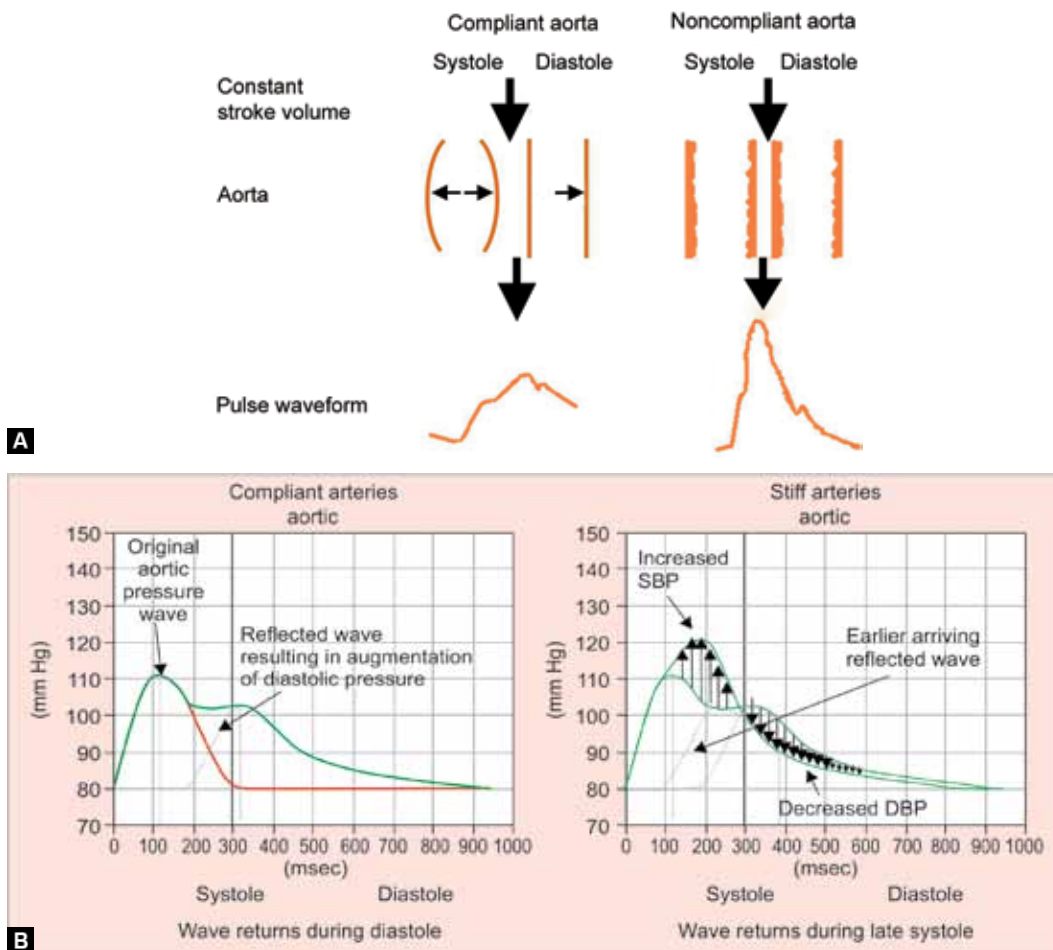 Compliant aorta
Noncompliant aorta
Systole Diastole
Systole Diastole
Constant
stroke volume
Aorta
Pulse waveform
A
Compliant arteries
aortic
150
140
130
120
110
100
90
80
70
(mm Hg)
Original
aortic
pressure
wave
Reflected wave
resulting in augmentation
of diastolic pressure
0 100 200 300 400 500 600 700 800 900 1000
(msec)
Systole Diastole
Wave returns during diastole
Stiff arteries
aortic
150
140
130
120
110
100
90
80
70
(mm Hg)
Increased
SBP
Earlier arriving
reflected wave
Decreased DBP
0 100 200 300 400 500 600 700 800 900 1000
(msec)
Systole Diastole
Wave returns during late systole
B